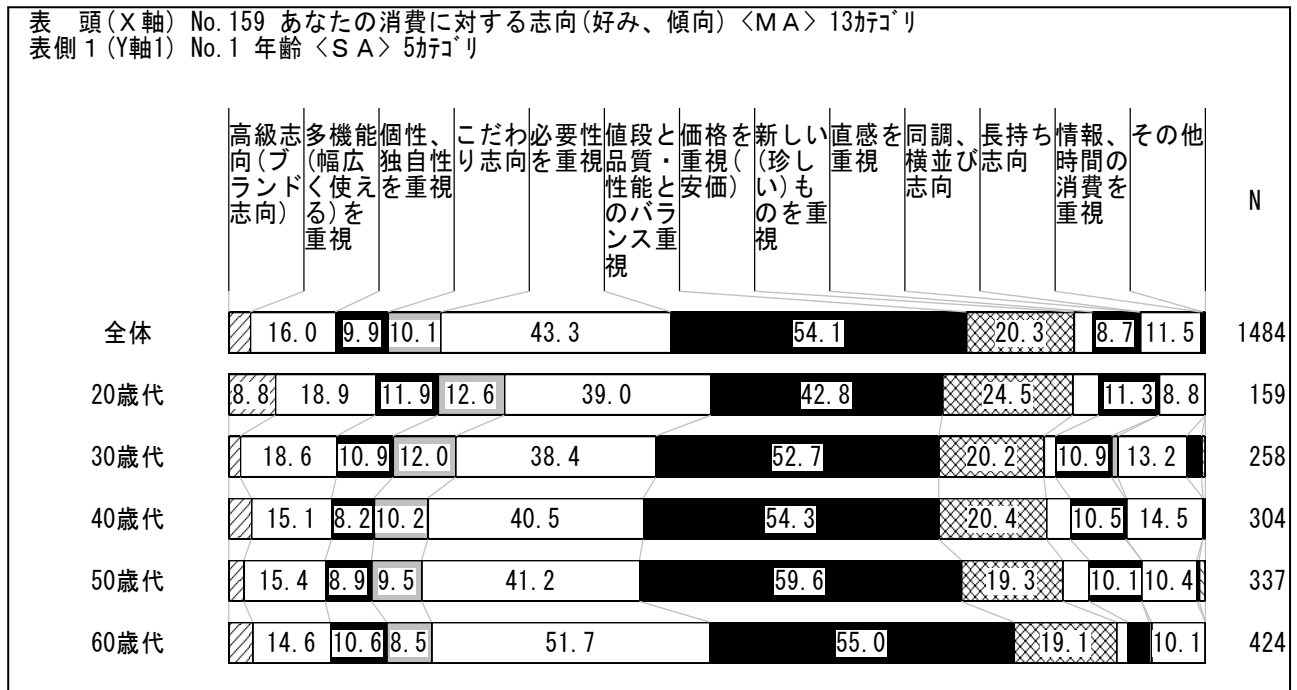 表 頭(X軸) No.159 あなたの消費に対する志向(好み、傾向) <MA> 13ｶﾃｺﾞﾘ
表側1(Y軸1) No.1 年齢 <SA> 5ｶﾃｺﾞﾘ
高級志向(ブランド志向)
多機能(幅広く使える)を重視
個性、独自性を重視
こだわり志向
必要性を重視
値段と品質・性能とのバランス重視
価格を重視(安価)
新しい(珍しい)ものを重視
直感を重視
同調、横並び志向
長持ち志向
情報、時間の消費を重視
その他
N
全体 16.0 9.9 10.1 43.3 54.1 20.3 8.7 11.5 1484
20歳代 8.8 18.9 11.9 12.6 39.0 42.8 24.5 11.3 8.8 159
30歳代 18.6 10.9 12.0 38.4 52.7 20.2 10.9 13.2 258
40歳代 15.1 8.2 10.2 40.5 54.3 20.4 10.5 14.5 304
50歳代 15.4 8.9 9.5 41.2 59.6 19.3 10.1 10.4 337
60歳代 14.6 10.6 8.5 51.7 55.0 19.1 10.1 424